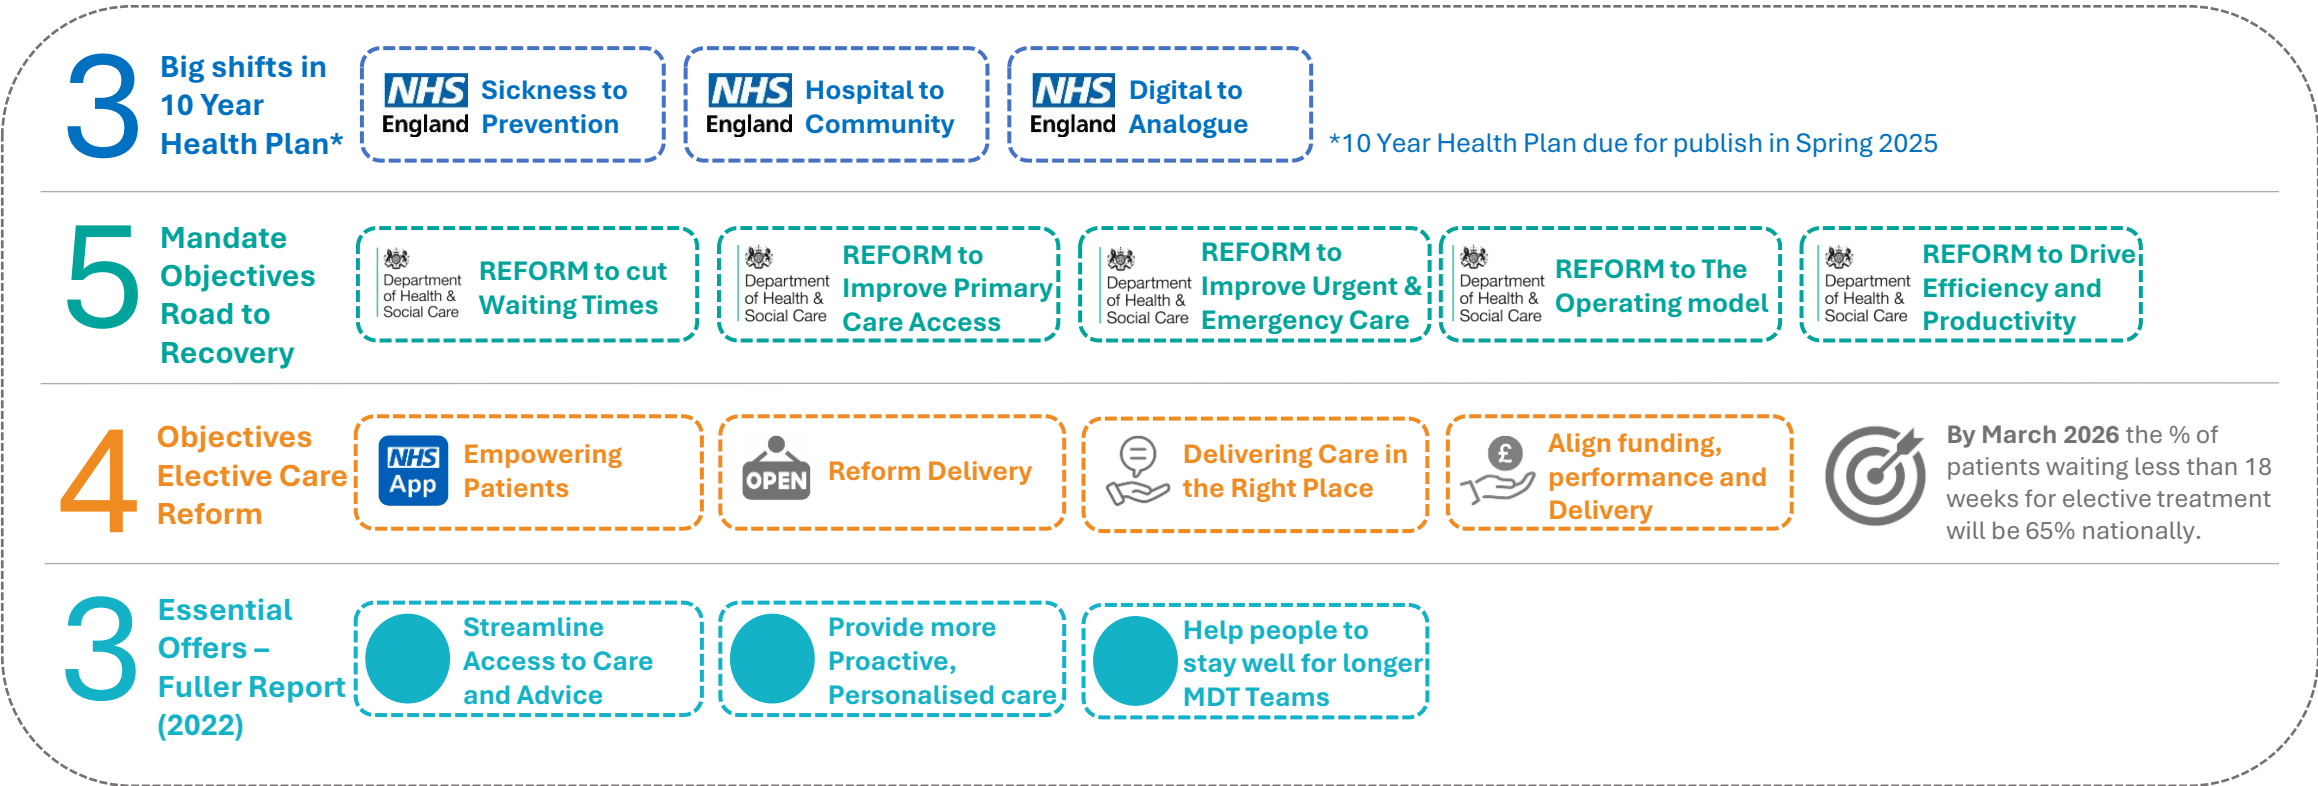 3
Big shifts in
10 Year
Health Plan*
NHS
England
Sickness to
Prevention
NHS
England
Hospital to
Community
NHS
England
Digital to
Analogue
*10 Year Health Plan due for publish in Spring 2025
5
Mandate
Objectives
Road to
Recovery
Department
of Health &
Social Care
REFORM to cut
Waiting Times
Department
of Health &
Social Care
REFORM to
Improve Primary
Care Access
Department
of Health &
Social Care
REFORM to
Improve Urgent &
Emergency Care
Department
of Health &
Social Care
REFORM to The
Operating model
Department
of Health &
Social Care
REFORM to Drive
Efficiency and
Productivity
4
Objectives
Elective Care
Reform
NHS
App
Empowering
Patients
OPEN
Reform Delivery
Delivering Care in
the Right Place
£
Align funding,
performance and
Delivery
By March 2026 the % of
patients waiting less than 18
weeks for elective treatment
will be 65% nationally.
3
Essential
Offers –
Fuller Report
(2022)
Streamline
Access to Care
and Advice
Provide more
Proactive,
Personalised care
Help people to
stay well for longer
MDT Teams